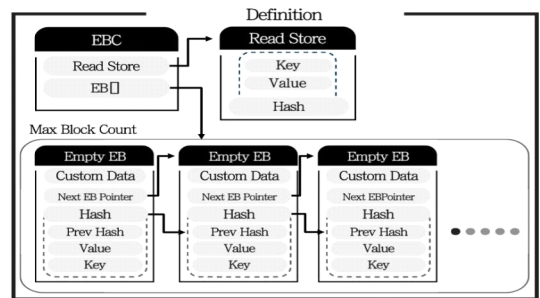 Definition
EBC
Read Store
EB[]
Read Store
Key
Value
Hash
Max Block Count
Empty EB
Custom Data
Next EB Pointer
Hash
Prev Hash
Value
Key
Empty EB
Custom Data
Next EB Pointer
Hash
Prev Hash
Value
Key
Empty EB
Custom Data
Next EBPointer
Hash
Prev Hash
Value
Key